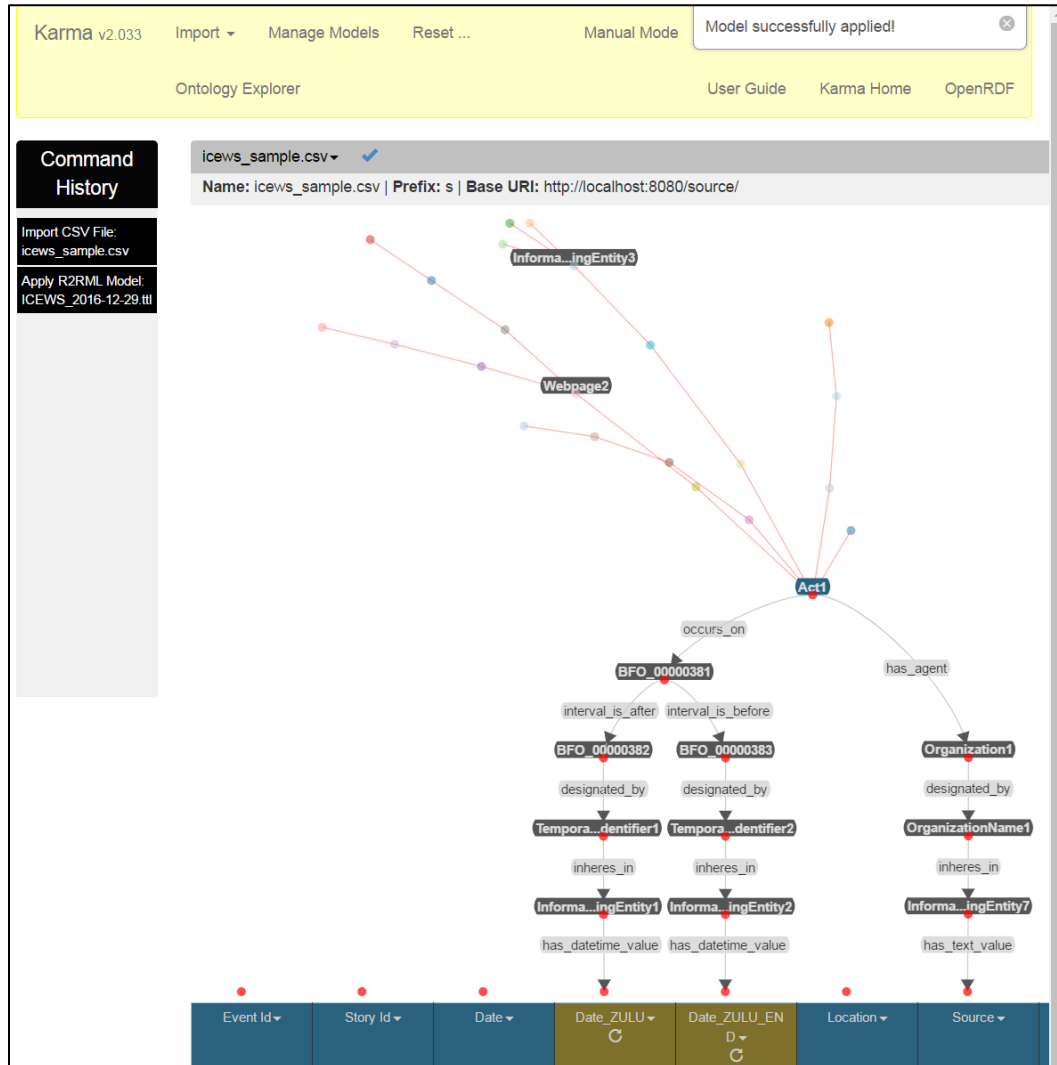 Karma v2.033
Import
Manage Models
Reset ...
Manual Mode
Model successfully applied!
Ontology Explorer
User Guide
Karma Home
OpenRDF
Command
History
Import CSV File:
icews_sample.csv
Apply R2RML Model:
ICEWS_2016-12-29.ttl
icews_sample.csv
Name: icews_sample.csv | Prefix: s | Base URI: http://localhost:8080/source/
Informa...ingEntity3
Webpage2
Act1
occurs_on
has_agent
BFO_00000381
interval_is_after
interval_is_before
BFO_00000382
BFO_00000383
Organization1
designated_by
designated_by
designated_by
Tempora...dentifier1
Tempora...dentifier2
OrganizationName1
inheres_in
inheres_in
inheres_in
Informa...ingEntity1
Informa...ingEntity2
Informa...ingEntity7
has_datetime_value
has_datetime_value
has_text_value
Event Id
Story Id
Date
Date_ZULU
Date_ZULU_EN
D
Location
Source